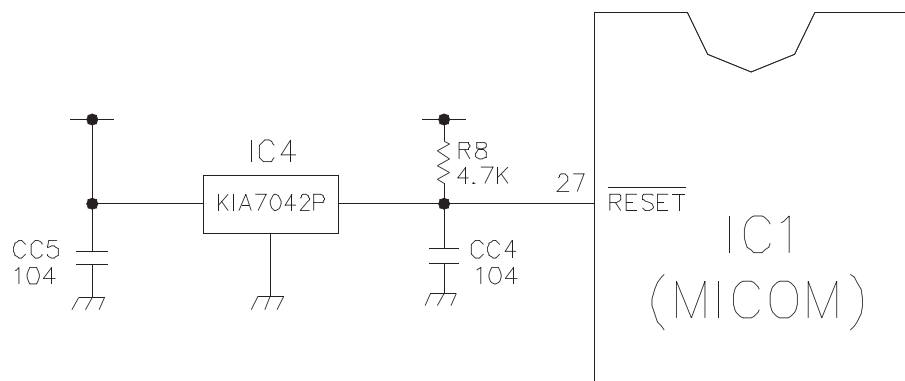 IC4
KIA7042P
CC5
104
R8
4.7K
CC4
104
27
RESET
IC1
(MICOM)